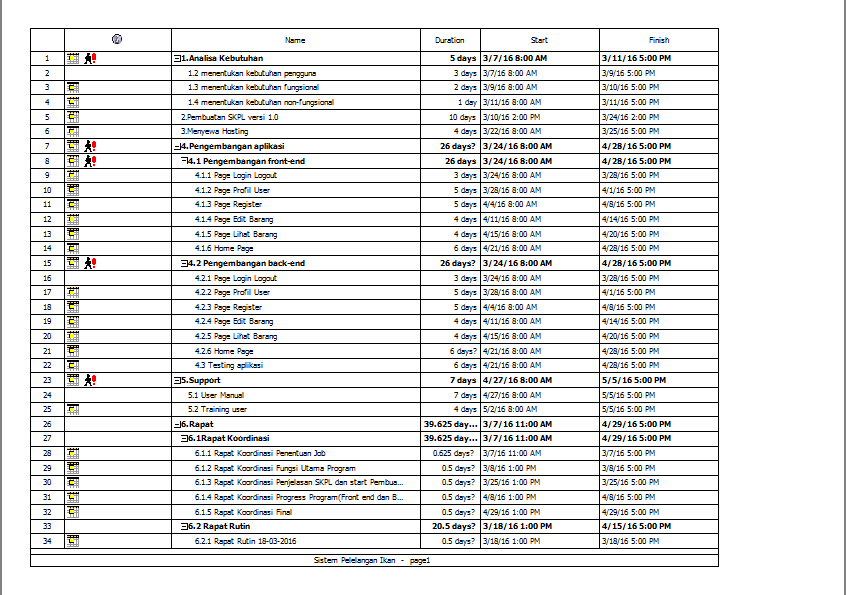 Name Duration Start Finish
1 1.Analisa Kebutuhan 5 days 3/7/16 8:00 AM 3/11/16 5:00 PM
2 1.2 menentukan kebutuhan pengguna 3 days 3/7/16 8:00 AM 3/9/16 5:00 PM
3 1.3 menentukan kebutuhan fungsional 2 days 3/9/16 8:00 AM 3/10/16 5:00 PM
4 1.4 menentukan kebutuhan non-fungsional 1 day 3/11/16 8:00 AM 3/11/16 5:00 PM
5 2.Pembuatan SKPL versi 1.0 10 days 3/10/16 2:00 PM 3/24/16 2:00 PM
6 3.Menyewa Hosting 4 days 3/22/16 8:00 AM 3/25/16 5:00 PM
7 4.Pengembangan aplikasi 26 days? 3/24/16 8:00 AM 4/28/16 5:00 PM
8 4.1 Pengembangan front-end 26 days 3/24/16 8:00 AM 4/28/16 5:00 PM
9 4.1.1 Page Login Logout 3 days 3/24/16 8:00 AM 3/28/16 5:00 PM
10 4.1.2 Page Profil User 5 days 3/28/16 8:00 AM 4/1/16 5:00 PM
11 4.1.3 Page Register 5 days 4/4/16 8:00 AM 4/8/16 5:00 PM
12 4.1.4 Page Edit Barang 4 days 4/11/16 8:00 AM 4/14/16 5:00 PM
13 4.1.5 Page Lihat Barang 4 days 4/15/16 8:00 AM 4/20/16 5:00 PM
14 4.1.6 Home Page 6 days 4/21/16 8:00 AM 4/28/16 5:00 PM
15 4.2 Pengembangan back-end 26 days? 3/24/16 8:00 AM 4/28/16 5:00 PM
16 4.2.1 Page Login Logout 3 days 3/24/16 8:00 AM 3/28/16 5:00 PM
17 4.2.2 Page Profil User 5 days 3/28/16 8:00 AM 4/1/16 5:00 PM
18 4.2.3 Page Register 5 days 4/4/16 8:00 AM 4/8/16 5:00 PM
19 4.2.4 Page Edit Barang 4 days 4/11/16 8:00 AM 4/14/16 5:00 PM
20 4.2.5 Page Lihat Barang 4 days 4/15/16 8:00 AM 4/20/16 5:00 PM
21 4.2.6 Home Page 6 days? 4/21/16 8:00 AM 4/28/16 5:00 PM
22 4.3 Testing aplikasi 6 days 4/21/16 8:00 AM 4/28/16 5:00 PM
23 5.Support 7 days 4/27/16 8:00 AM 5/5/16 5:00 PM
24 5.1 User Manual 7 days 4/27/16 8:00 AM 5/5/16 5:00 PM
25 5.2 Training user 4 days 5/2/16 8:00 AM 5/5/16 5:00 PM
26 6.Rapat 39.625 day... 3/7/16 11:00 AM 4/29/16 5:00 PM
27 6.1Rapat Koordinasi 39.625 day... 3/7/16 11:00 AM 4/29/16 5:00 PM
28 6.1.1 Rapat Koordinasi Penentuan Job 0.625 days? 3/7/16 11:00 AM 3/7/16 5:00 PM
29 6.1.2 Rapat Koordinasi Fungsi Utama Program 0.5 days? 3/8/16 1:00 PM 3/8/16 5:00 PM
30 6.1.3 Rapat Koordinasi Penjelasan SKPL dan start Pembua... 0.5 days? 3/25/16 1:00 PM 3/25/16 5:00 PM
31 6.1.4 Rapat Koordinasi Progress Program(Front end dan B... 0.5 days? 4/8/16 1:00 PM 4/8/16 5:00 PM
32 6.1.5 Rapat Koordinasi Final 0.5 days? 4/29/16 1:00 PM 4/29/16 5:00 PM
33 6.2 Rapat Rutin 20.5 days? 3/18/16 1:00 PM 4/15/16 5:00 PM
34 6.2.1 Rapat Rutin 18-03-2016 0.5 days? 3/18/16 1:00 PM 3/18/16 5:00 PM
Sistem Pelelangan Ikan - page1